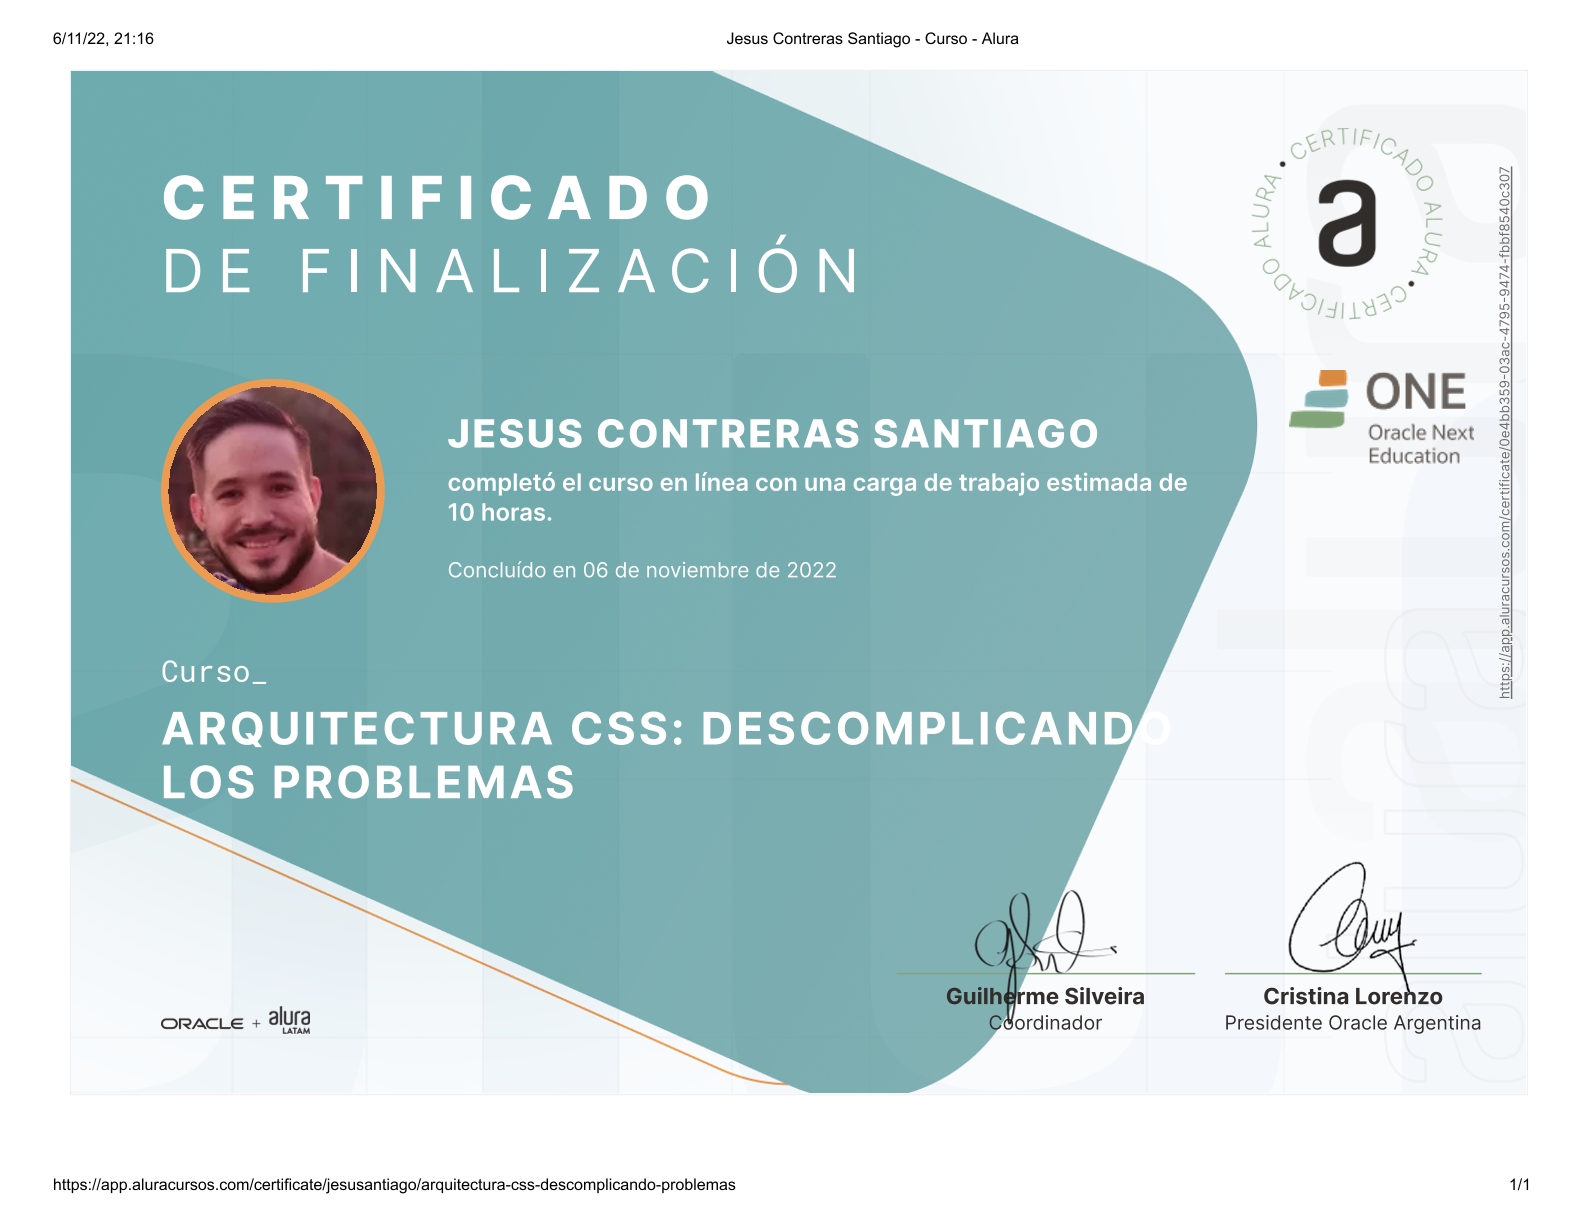 6/11/22, 21:16
Jesus Contreras Santiago - Curso - Alura
CERTIFICADO
DE FINALIZACIÓN
• CERTIFICADO ALURA • CERTIFICADO ALURA
a
https://app.aluracursos.com/certificate/0e4bb359-03ac-4795-9474-fbbf8540c307
ONE
Oracle Next
Education
JESUS CONTRERAS SANTIAGO
completó el curso en línea con una carga de trabajo estimada de
10 horas.
Concluído en 06 de noviembre de 2022
Curso_
ARQUITECTURA CSS: DESCOMPLICANDO
LOS PROBLEMAS
alura
Guilherme Silveira
Coordinador
Cristina Lorenzo
Presidente Oracle Argentina
ORACLE + alura
LATAM
https://app.aluracursos.com/certificate/jesusantiago/arquitectura-css-descomplicando-problemas
1/1